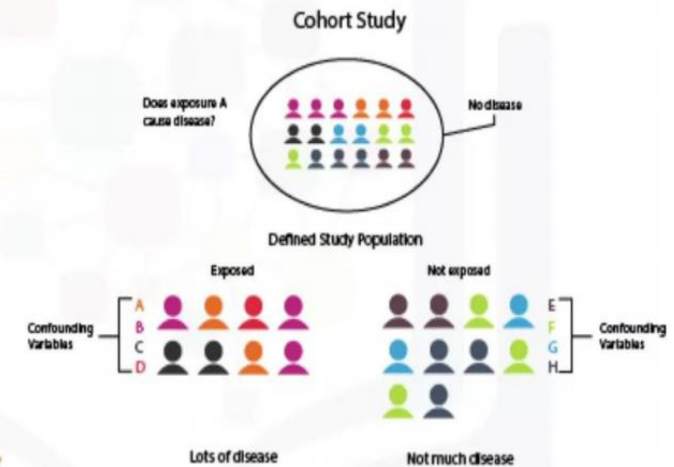 Cohort Study
Does exposure A
cause disease?
No disease
Defined Study Population
Exposed
Not exposed
Confounding
Variables
A
B
C
D
E
F
G
H
Confounding
Variables
Lots of disease
Not much disease